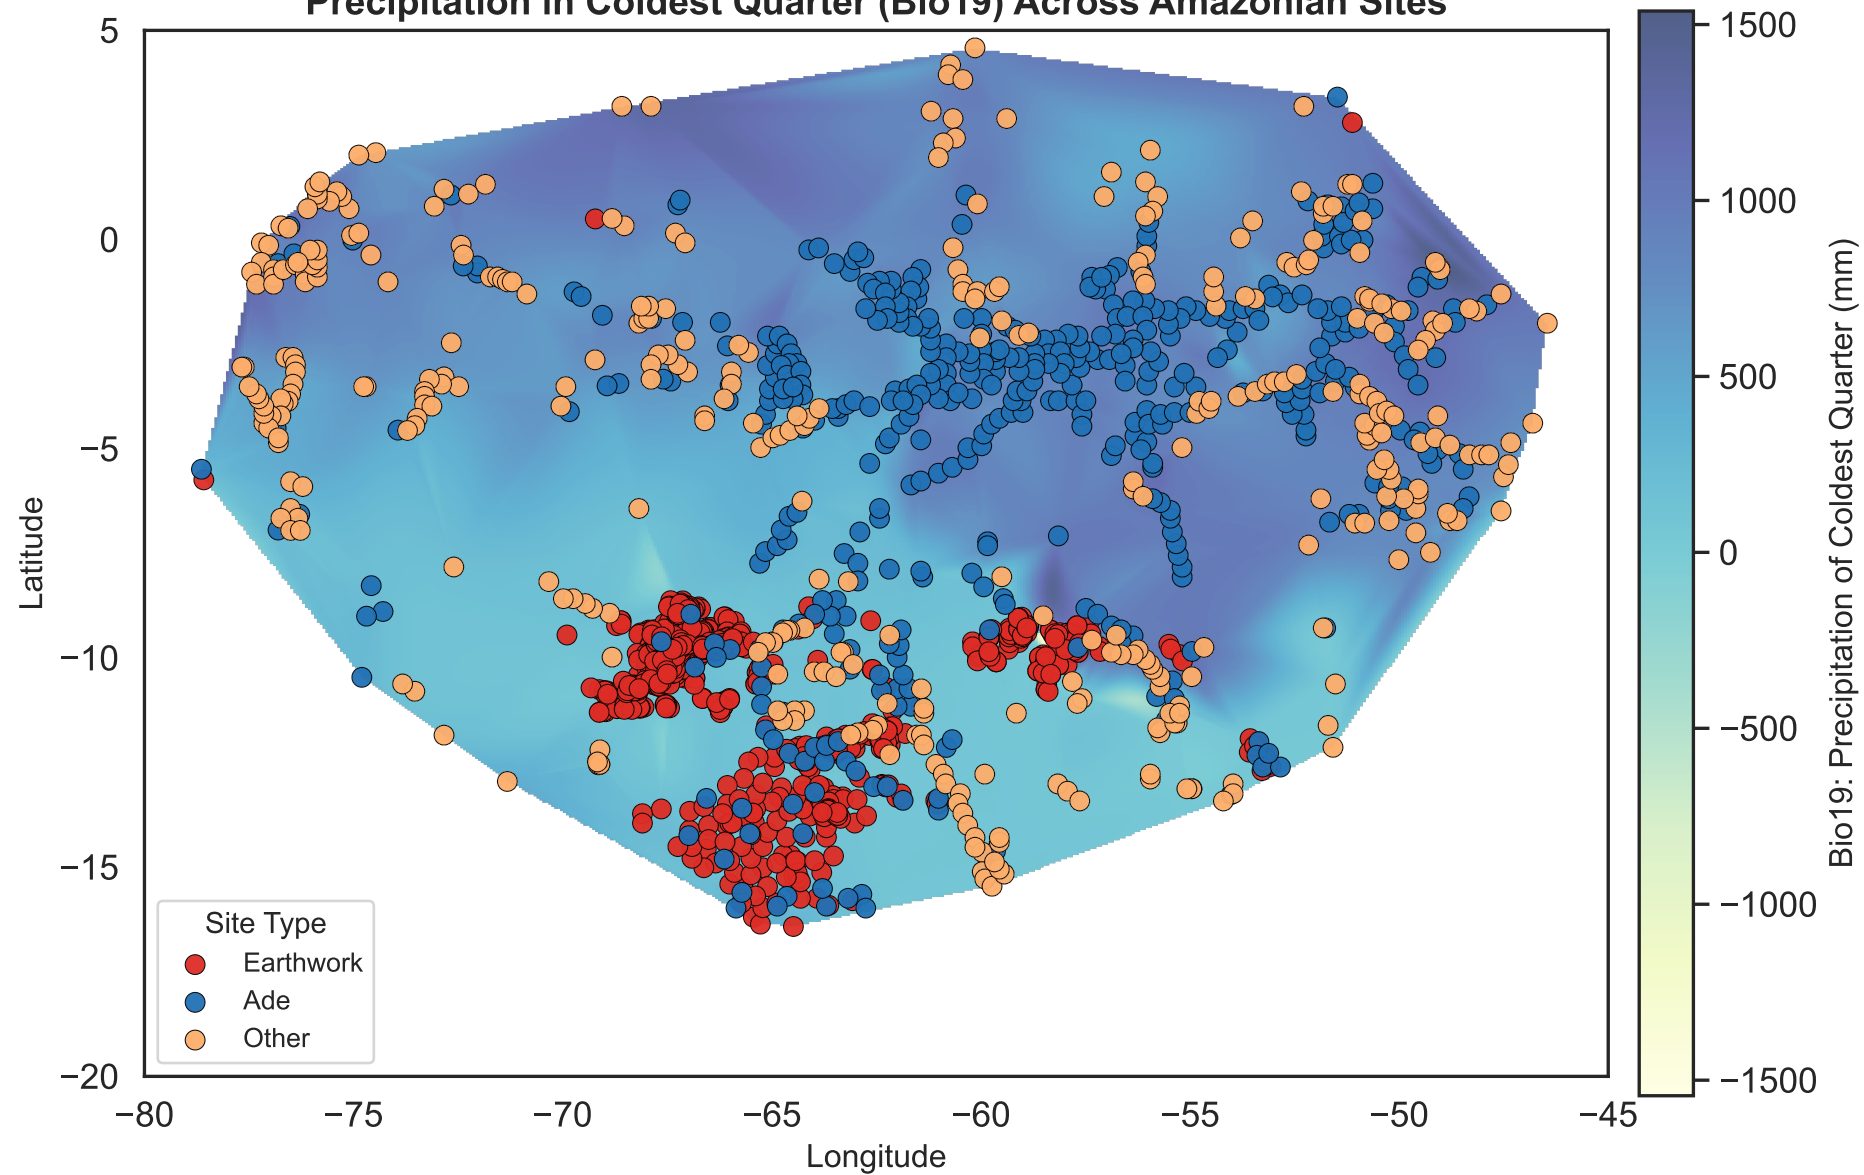 Precipitation in Coldest Quarter (Bio19) Across Amazonian Sites
5
0
−5
−10
−15
−20
Latitude
−80
−75
−70
−65
−60
−55
−50
−45
Longitude
Site Type
Earthwork
Ade
Other
1500
1000
500
0
−500
−1000
−1500
Bio19: Precipitation of Coldest Quarter (mm)